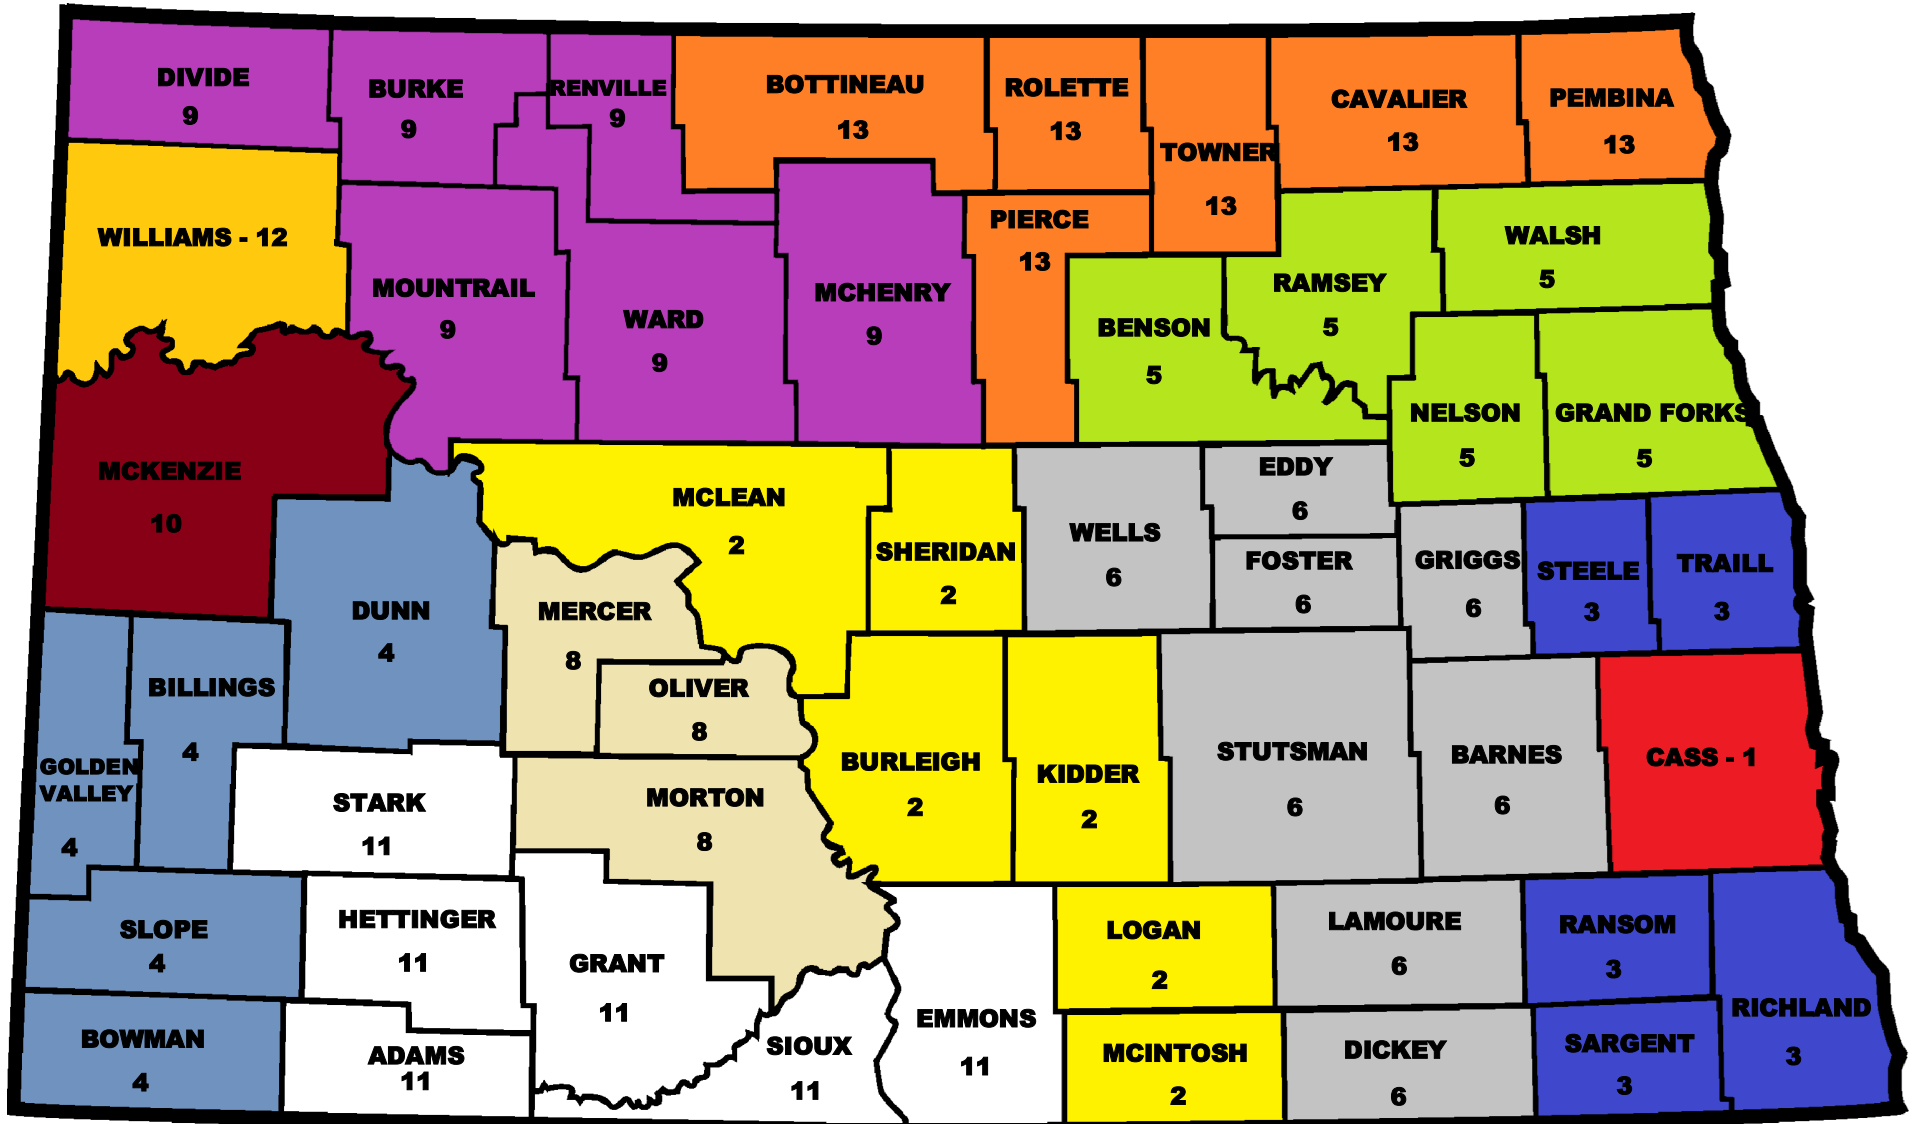 DIVIDE
9
BURKE
9
RENVILLE
9
BOTTINEAU
13
ROLETTE
13
TOWNER
13
CAVALIER
13
PEMBINA
13
WILLIAMS - 12
MOUNTRAIL
9
WARD
9
MCHENRY
9
PIERCE
13
BENSON
5
RAMSEY
5
WALSH
5
NELSON
5
GRAND FORKS
5
MCKENZIE
10
DUNN
4
MCLEAN
2
SHERIDAN
2
WELLS
6
EDDY
6
FOSTER
6
GRIGGS
6
STEELE
3
TRAILL
3
MERCER
8
OLIVER
8
GOLDEN
VALLEY
4
BILLINGS
4
STARK
11
MORTON
8
BURLEIGH
2
KIDDER
2
STUTSMAN
6
BARNES
6
CASS - 1
SLOPE
4
HETTINGER
11
GRANT
11
EMMONS
11
LOGAN
2
LAMOURE
6
RANSOM
3
RICHLAND
3
BOWMAN
4
ADAMS
11
SIOUX
11
MCINTOSH
2
DICKEY
6
SARGENT
3